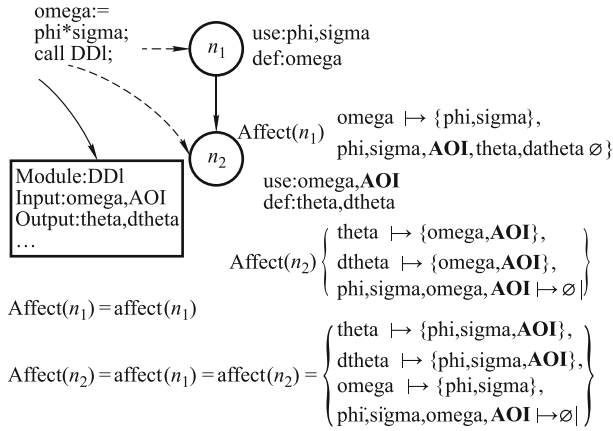 omega:=
phi*sigma;
call DDl;
n₁
use:phi,sigma
def:omega
n₂
Affect(n₁)
omega ↦ {phi,sigma},
phi,sigma,AOI,theta,datheta ∅}
Module:DDl
Input:omega,AOI
Output:theta,dtheta
...
use:omega,AOI
def:theta,dtheta
Affect(n₂)
theta ↦ {omega,AOI},
dtheta ↦ {omega,AOI},
phi,sigma,omega,AOI ↦ ∅|
Affect(n₁) = affect(n₁)
Affect(n₂) = affect(n₁) = affect(n₂) =
theta ↦ {phi,sigma,AOI},
dtheta ↦ {phi,sigma,AOI},
omega ↦ {phi,sigma},
phi,sigma,omega,AOI ↦∅|